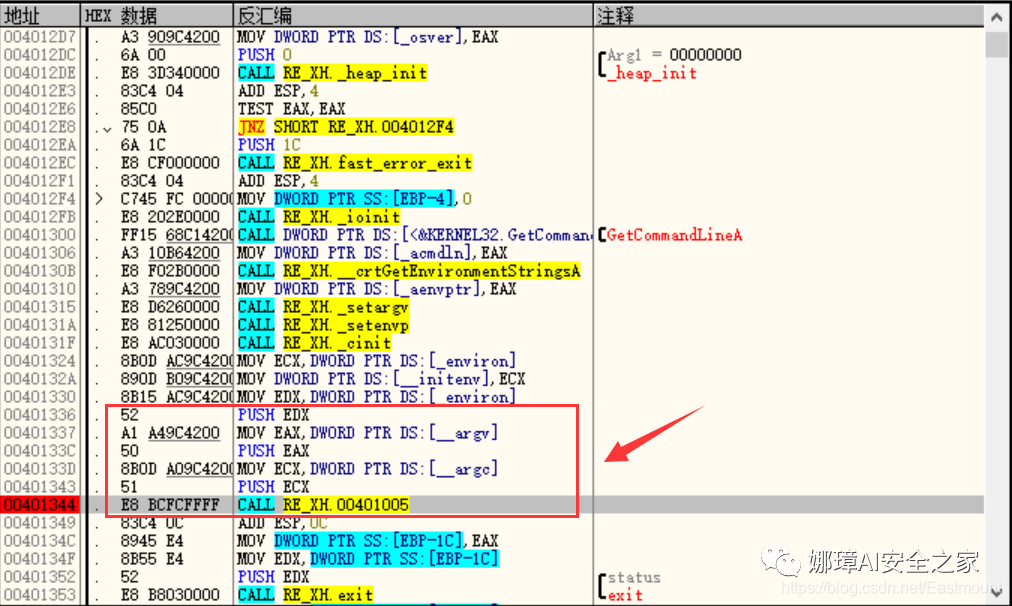 地址 HEX 数据 反汇编 注释
004012D7 . A3 909C4200 MOV DWORD PTR DS:[_osver],EAX
004012DC . 6A 00 PUSH 0 Arg1 = 00000000
004012DE . E8 3D340000 CALL RE_XH._heap_init _heap_init
004012E3 . 83C4 04 ADD ESP,4
004012E6 . 85C0 TEST EAX,EAX
004012E8 . 75 0A JNZ SHORT RE_XH.004012F4
004012EA . 6A 1C PUSH 1C
004012EC . E8 CF000000 CALL RE_XH.fast_error_exit
004012F1 . 83C4 04 ADD ESP,4
004012F4 > C745 FC 00000 MOV DWORD PTR SS:[EBP-4],0
004012FB . E8 202E0000 CALL RE_XH._ioinit
00401300 . FF15 68C14200 CALL DWORD PTR DS:[<&KERNEL32.GetComman GetCommandLineA
00401306 . A3 10B64200 MOV DWORD PTR DS:[_acmdln],EAX
0040130B . E8 F02B0000 CALL RE_XH.__crtGetEnvironmentStringsA
00401310 . A3 789C4200 MOV DWORD PTR DS:[_aenvptr],EAX
00401315 . E8 D6260000 CALL RE_XH._setargv
0040131A . E8 81250000 CALL RE_XH._setenvp
0040131F . E8 AC030000 CALL RE_XH._cinit
00401324 . 8B0D AC9C4200 MOV ECX,DWORD PTR DS:[_environ]
0040132A . 890D B09C4200 MOV DWORD PTR DS:[__initenv],ECX
00401330 . 8B15 AC9C4200 MOV EDX,DWORD PTR DS:[_environ]
00401336 . 52 PUSH EDX
00401337 . A1 A49C4200 MOV EAX,DWORD PTR DS:[__argv]
0040133C . 50 PUSH EAX
0040133D . 8B0D A09C4200 MOV ECX,DWORD PTR DS:[__argc]
00401343 . 51 PUSH ECX
00401344 . E8 BCFCFFFF CALL RE_XH.00401005
00401349 . 83C4 0C ADD ESP,0C
0040134C . 8945 E4 MOV DWORD PTR SS:[EBP-1C],EAX
0040134F . 8B55 E4 MOV EDX,DWORD PTR SS:[EBP-1C]
00401352 . 52 PUSH EDX status
00401353 . E8 B8030000 CALL RE_XH.exit exit
娜璋AI安全之家
https://blog.csdn.net/Eastmount